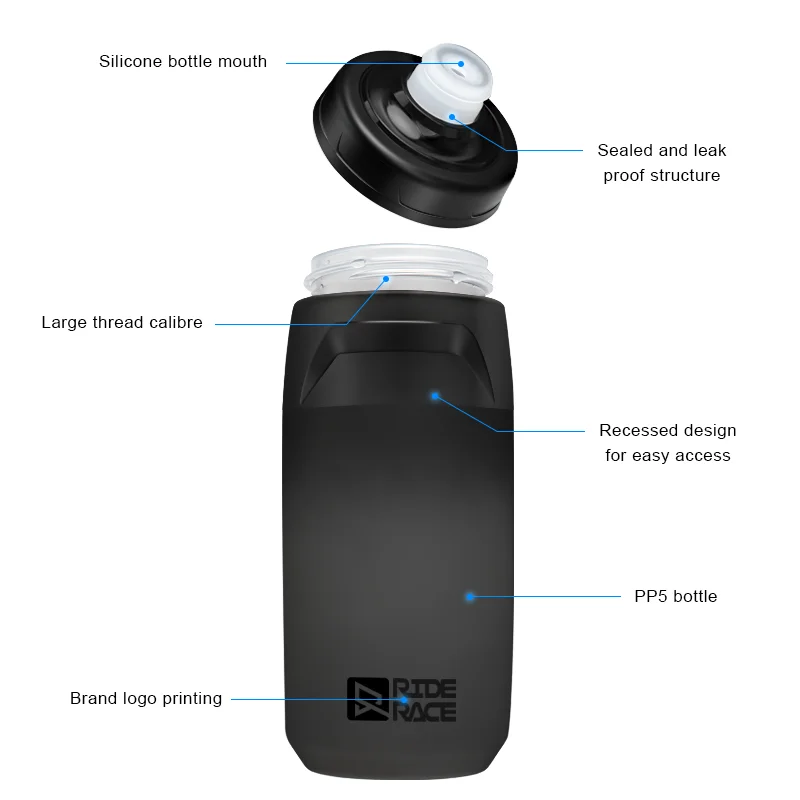 Silicone bottle mouth
Sealed and leak
proof structure
Large thread calibre
Recessed design
for easy access
PP5 bottle
Brand logo printing
RIDE
RACE